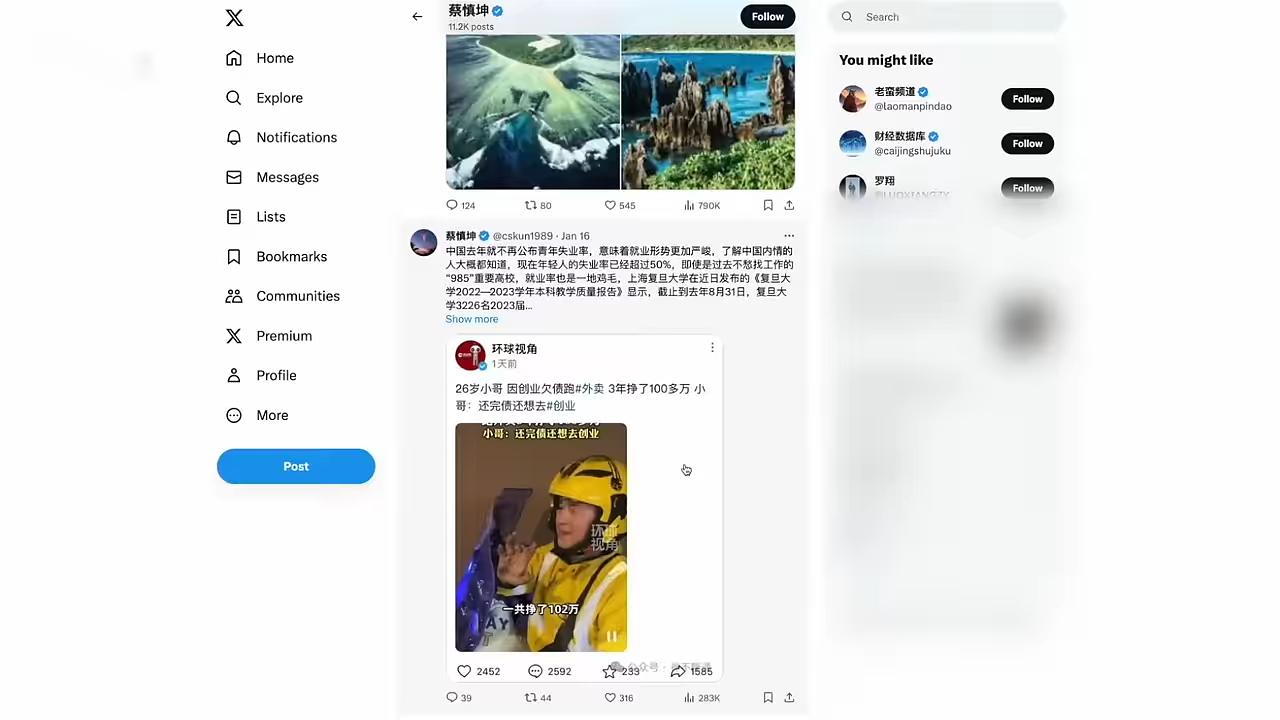 蔡慎坤
11.2K posts
Follow
Home
Explore
Notifications
Messages
Lists
Bookmarks
Communities
Premium
Profile
More
Post
124
80
545
790K
蔡慎坤 @cskun1989 · Jan 16
中国去年就不再公布青年失业率，意味着就业形势更加严峻，了解中国内情的
人大概都知道，现在年轻人的失业率已经超过50%，即使是过去不愁找工作的
“985”重要高校，就业率也是一地鸡毛，上海复旦大学在近日发布的《复旦大
学2022—2023学年本科教学质量报告》显示，截止到去年8月31日，复旦大
学3226名2023届...
Show more
环球视角
1天前
26岁小哥 因创业欠债跑#外卖 3年挣了100多万 小
哥：还完债还想去#创业
小哥：还完债还想去创业
环球
视角
一共挣了102万
2452
2592
233
1585
39
44
316
283K
Search
You might like
老蛮频道
@laomanpindao
Follow
财经数据库
@caijingshujuku
Follow
罗翔
Follow